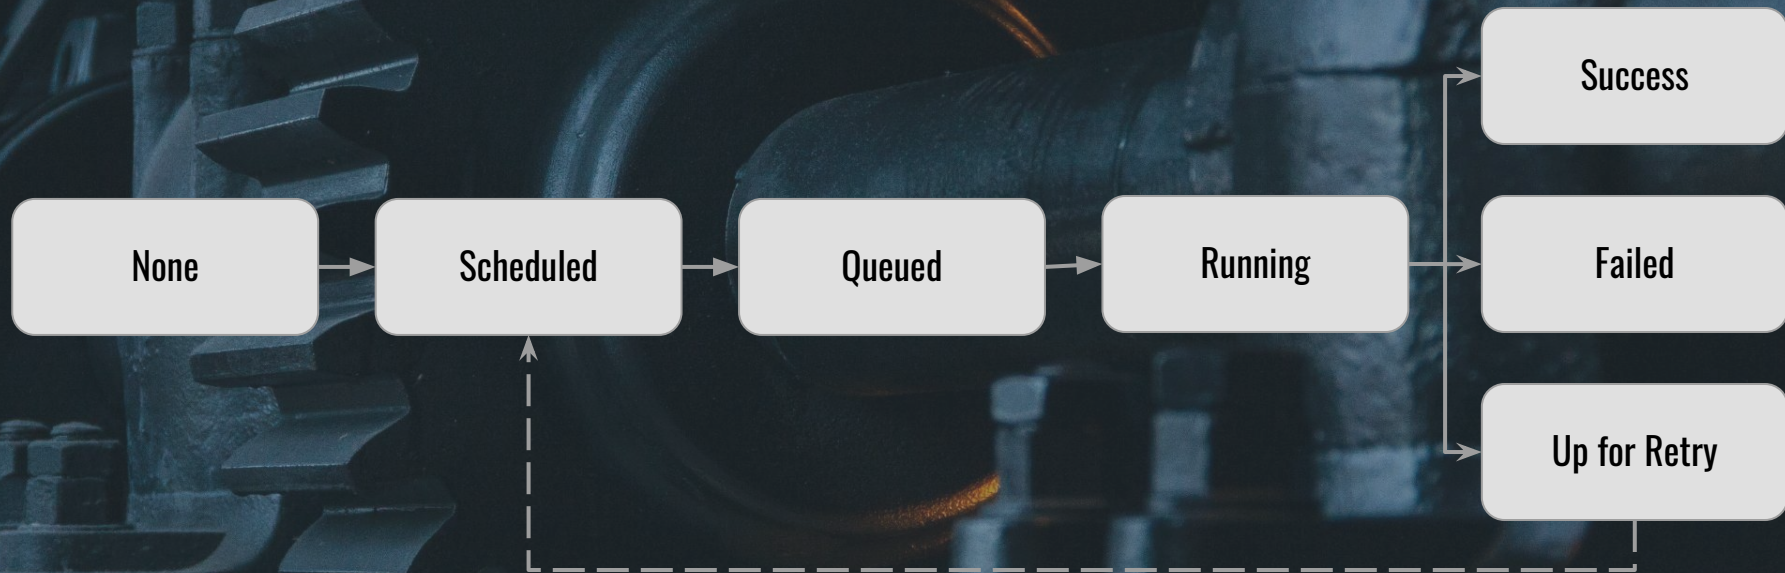 None
Scheduled
Queued
Running
Success
Failed
Up for Retry